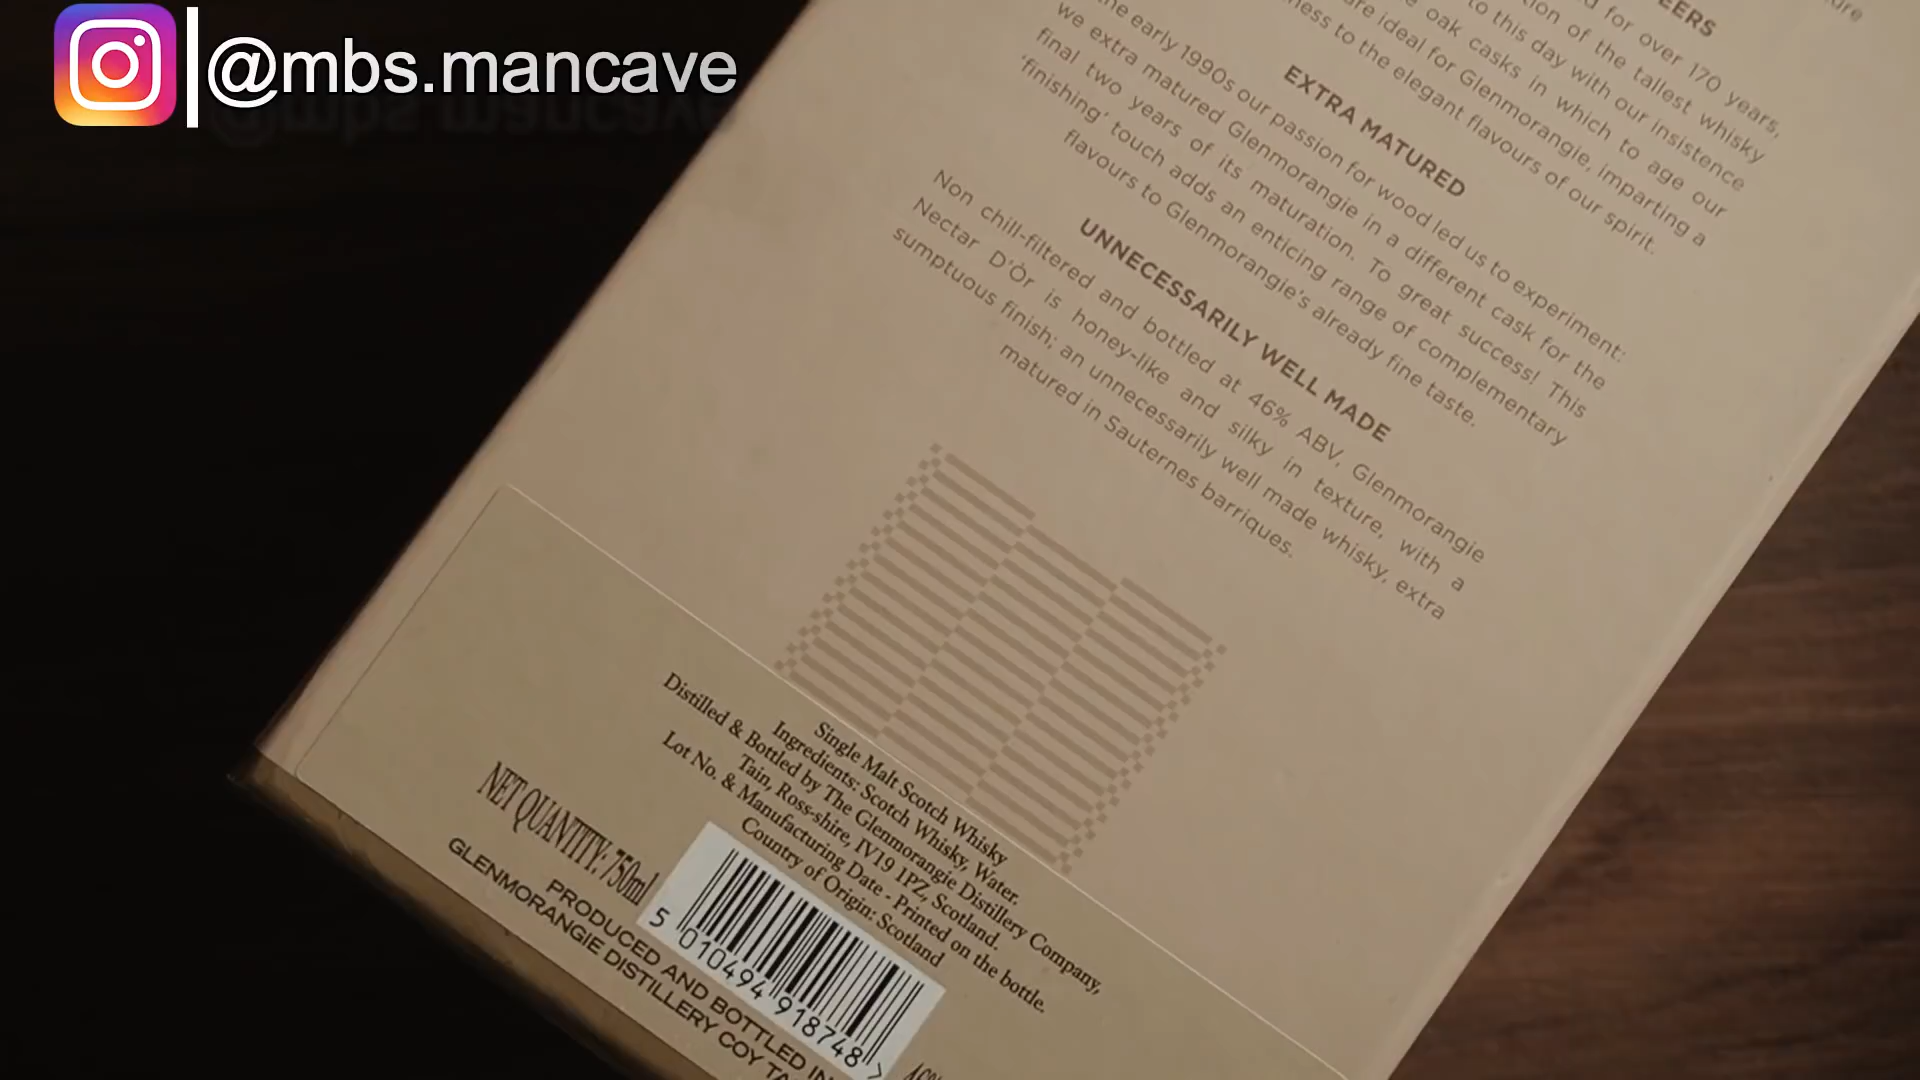 @mbs.mancave
EERS
d for over 170 years,
ion of the tallest whisky
to this day with our insistence
oak casks in which to age our
are ideal for Glenmorangie, imparting a
ness to the elegant flavours of our spirit.
EXTRA MATURED
the early 1990s our passion for wood led us to experiment:
we extra matured Glenmorangie in a different cask for the
final two years of its maturation. To great success! This
'finishing' touch adds an enticing range of complementary
flavours to Glenmorangie's already fine taste.
UNNECESSARILY WELL MADE
Non chill-filtered and bottled at 46% ABV, Glenmorangie
Nectar D'Òr is honey-like and silky in texture, with a
sumptuous finish; an unnecessarily well made whisky, extra
matured in Sauternes barriques.
Single Malt Scotch Whisky
Ingredients: Scotch Whisky, Water.
Distilled & Bottled by The Glenmorangie Distillery Company,
Tain, Ross-shire, IV19 1PZ, Scotland.
Lot No. & Manufacturing Date - Printed on the bottle.
Country of Origin: Scotland
NET QUANTITY: 750ml
5 010494 918748 >
PRODUCED AND BOTTLED IN
GLENMORANGIE DISTILLERY COY TA